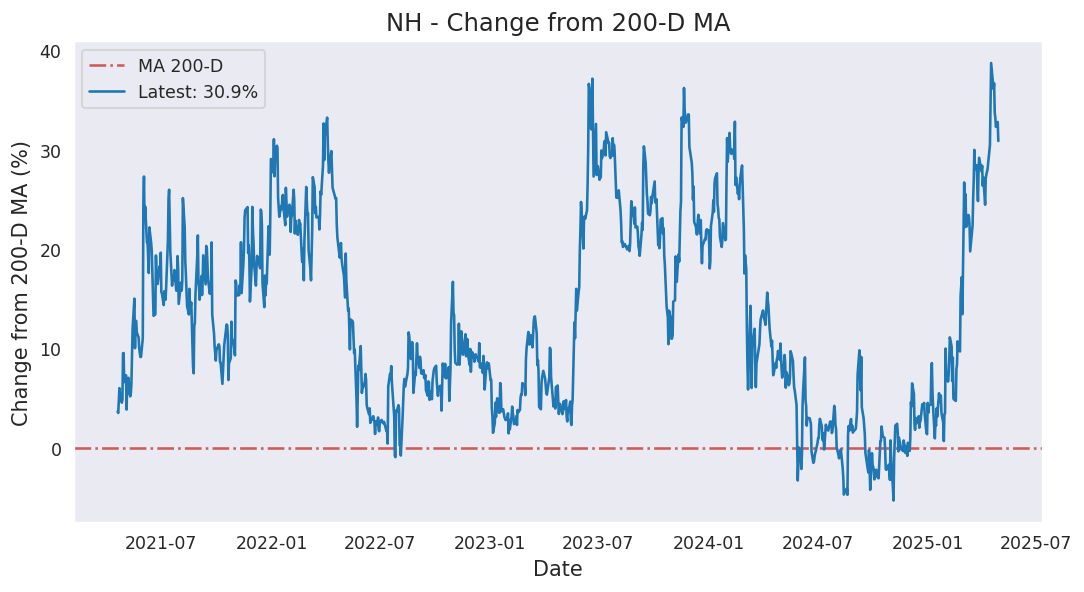 NH - Change from 200-D MA
MA 200-D
Latest: 30.9%
Change from 200-D MA (%)
40
30
20
10
0
2021-07
2022-01
2022-07
2023-01
2023-07
2024-01
2024-07
2025-01
2025-07
Date